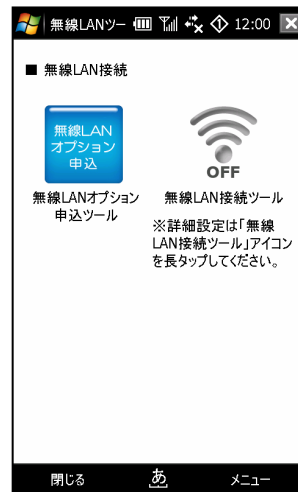 無線LANツー 12:00
■ 無線LAN接続
無線LAN
オプション
申込
OFF
無線LANオプション
申込ツール
無線LAN接続ツール
※詳細設定は「無線
LAN接続ツール」アイコン
を長タップしてください。
閉じる あ メニュー